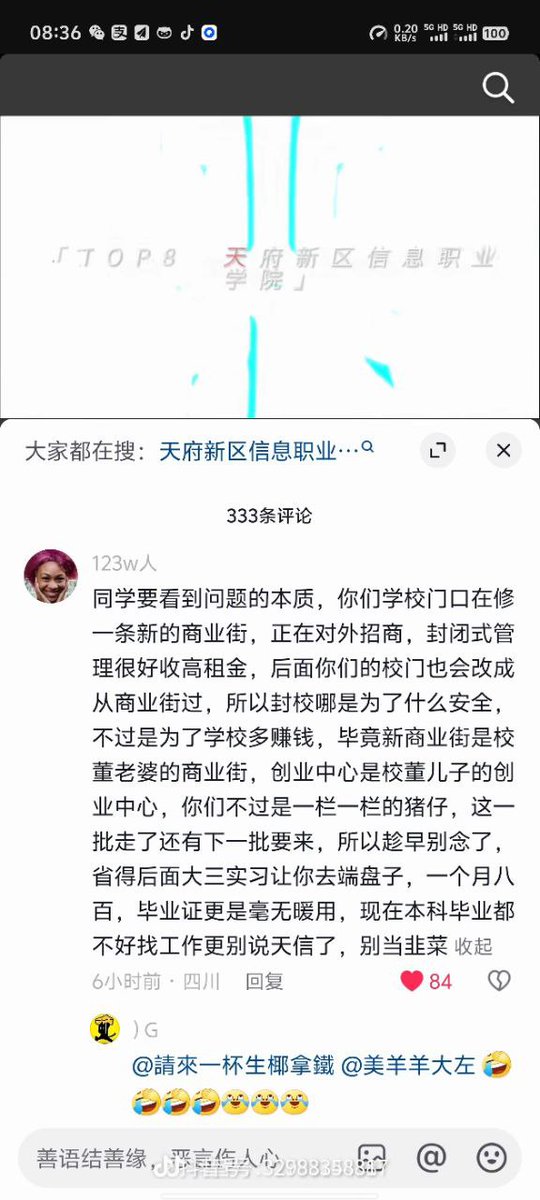 08:36
0.20 KB/s 5G HD 5G HD 100
「TOP8 天府新区信息职业
学院」
大家都在搜：天府新区信息职业…
333条评论
123w人
同学要看到问题的本质，你们学校门口在修
一条新的商业街，正在对外招商，封闭式管
理很好收高租金，后面你们的校门也会改成
从商业街过，所以封校哪是为了什么安全，
不过是为了学校多赚钱，毕竟新商业街是校
董老婆的商业街，创业中心是校董儿子的创
业中心，你们不过是一栏一栏的猪仔，这一
批走了还有下一批要来，所以趁早别念了，
省得后面大三实习让你去端盘子，一个月八
百，毕业证更是毫无暖用，现在本科毕业都
不好找工作更别说天信了，别当韭菜 收起
6小时前 · 四川 回复 84
) G
@請來一杯生椰拿鐵 @美羊羊大左
善语结善缘，恶言伤人心